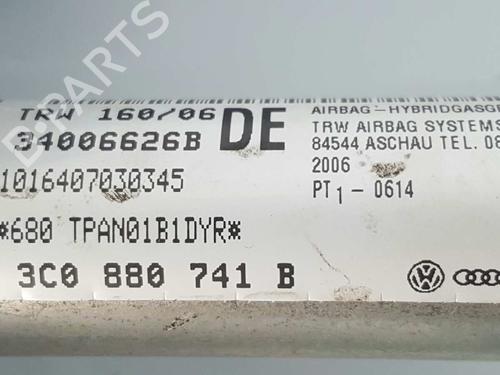 TRW 160/06
34006626B
DE
1016407030345
*680 TPAN01B1DYR*
3C0 880 741 B
AIRBAG-HYBRIDGASGE
TRW AIRBAG SYSTEMS
84544 ASCHAU TEL. 08
2006
PT1-0614